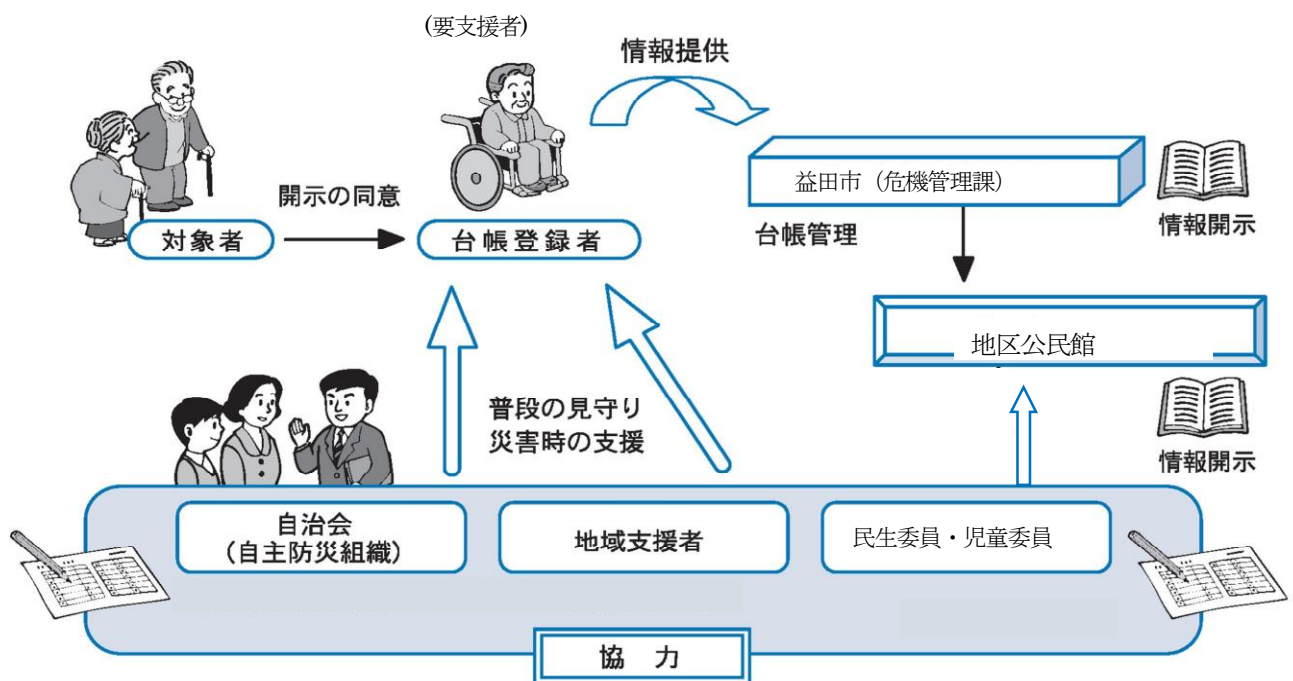 (要支援者)
情報提供
益田市（危機管理課）
情報開示
開示の同意
対象者
台帳登録者
台帳管理
地区公民館
情報開示
普段の見守り
災害時の支援
自治会
（自主防災組織）
地域支援者
民生委員・児童委員
協 力